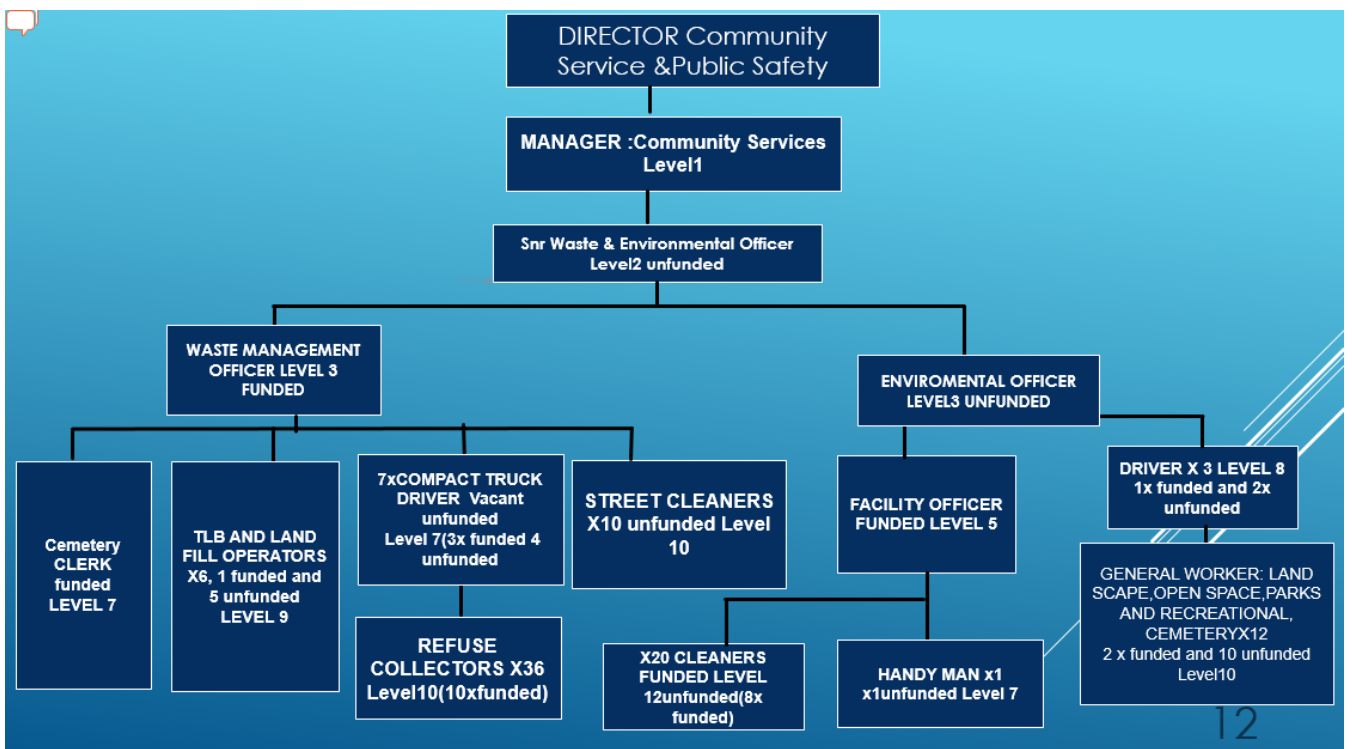 DIRECTOR Community
Service &Public Safety
MANAGER :Community Services
Level1
Snr Waste & Environmental Officer
Level2 unfunded
WASTE MANAGEMENT
OFFICER LEVEL 3
FUNDED
ENVIROMENTAL OFFICER
LEVEL3 UNFUNDED
Cemetery
CLERK
funded
LEVEL 7
TLB AND LAND
FILL OPERATORS
X6, 1 funded and
5 unfunded
LEVEL 9
7xCOMPACT TRUCK
DRIVER Vacant
unfunded
Level 7(3x funded 4
unfunded
STREET CLEANERS
X10 unfunded Level
10
FACILITY OFFICER
FUNDED LEVEL 5
DRIVER X 3 LEVEL 8
1x funded and 2x
unfunded
REFUSE
COLLECTORS X36
Level10(10xfunded)
X20 CLEANERS
FUNDED LEVEL
12unfunded(8x
funded)
HANDY MAN x1
x1unfunded Level 7
GENERAL WORKER: LAND
SCAPE,OPEN SPACE,PARKS
AND RECREATIONAL,
CEMETERYX12
2 x funded and 10 unfunded
Level10
12